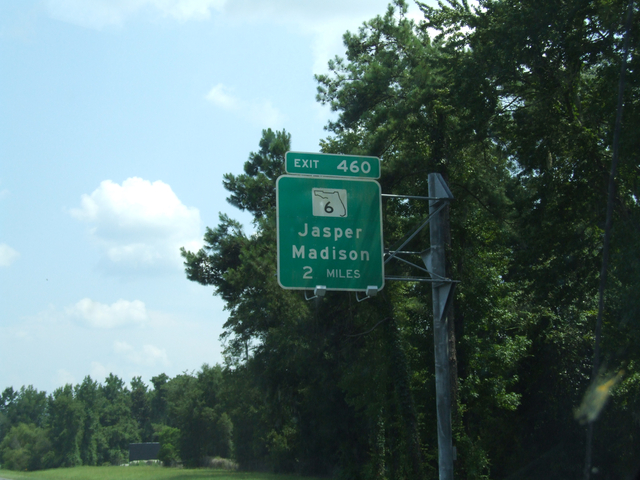 EXIT 460
6
Jasper
Madison
2 MILES